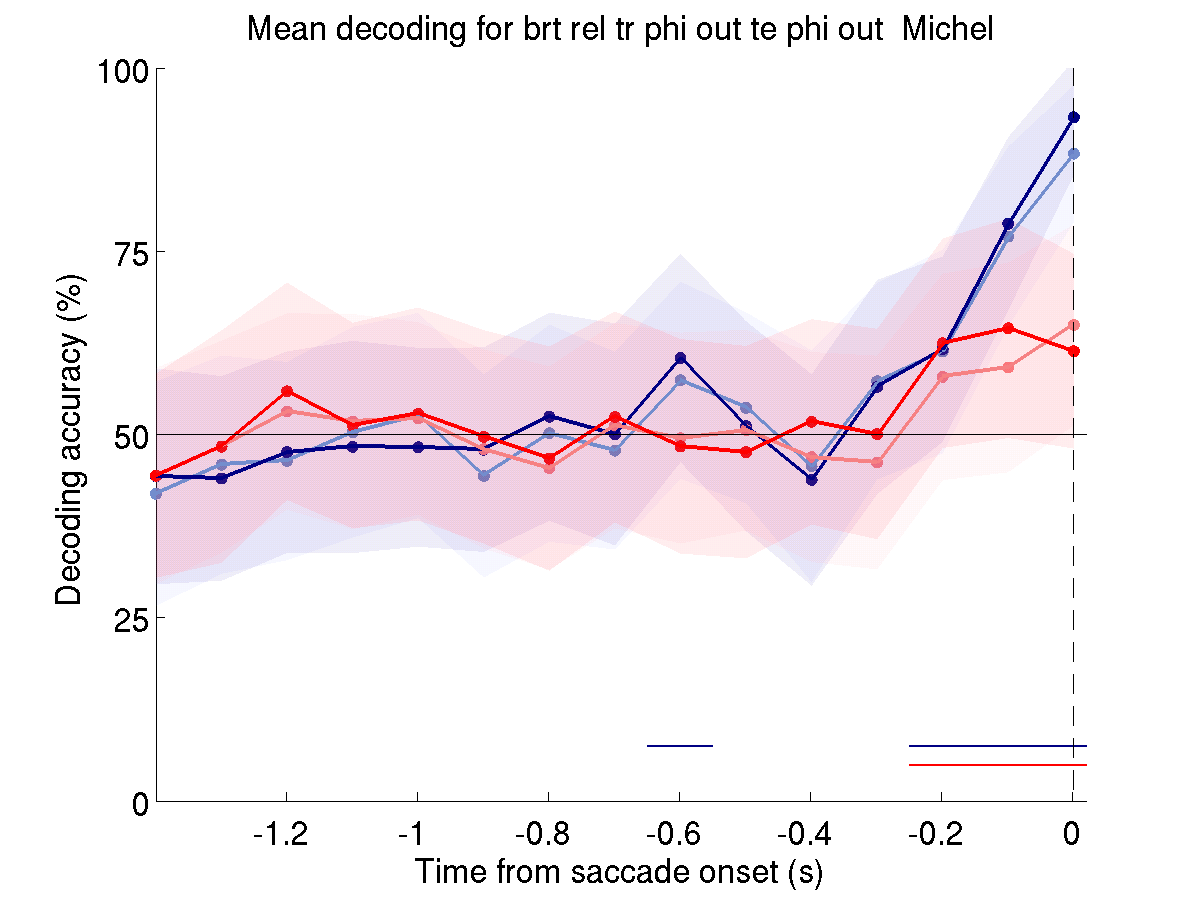 Mean decoding for brt rel tr phi out te phi out  Michel
100
75
50
25
0
Decoding accuracy (%)
-1.2 -1 -0.8 -0.6 -0.4 -0.2 0
Time from saccade onset (s)